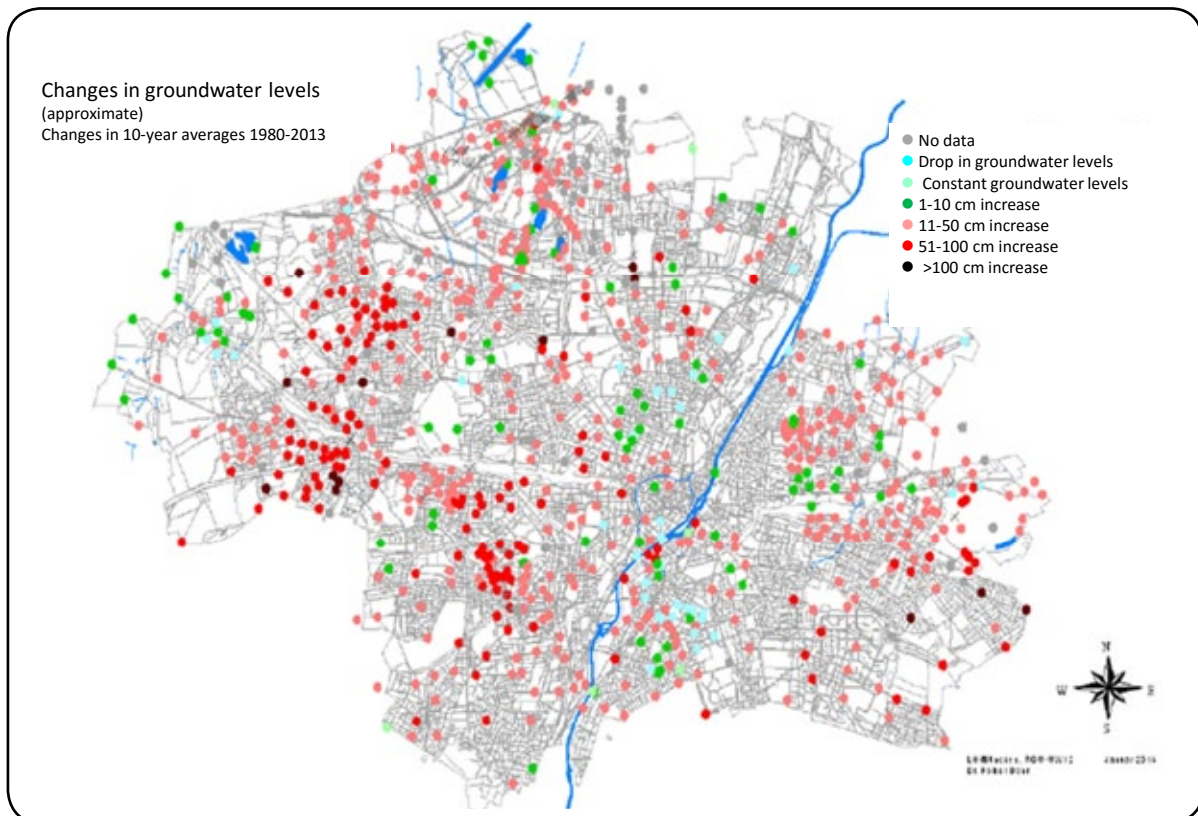 Changes in groundwater levels
(approximate)
Changes in 10-year averages 1980-2013
No data
Drop in groundwater levels
Constant groundwater levels
1-10 cm increase
11-50 cm increase
51-100 cm increase
>100 cm increase
N
W
S